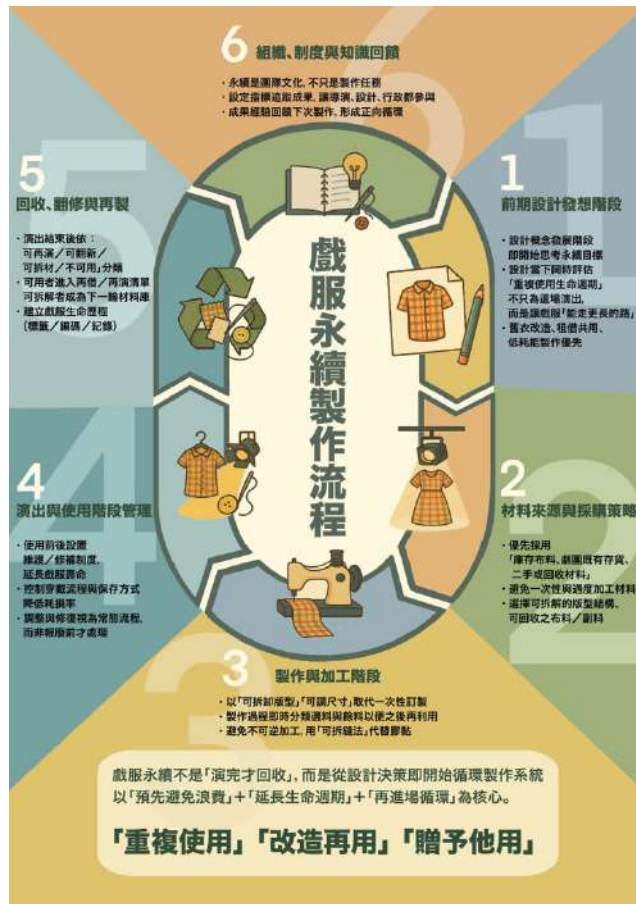 6 組織、制度與知識回饋
・永續是團隊文化，不只是製作任務
・設定指標追蹤成果，讓導演、設計、行政都參與
・成果經驗回饋下次製作，形成正向循環
1
前期設計發想階段
・設計概念發展階段
即開始思考永續目標
・設計當下同時評估
「重複使用生命週期」
不只為這場演出，
而是讓戲服「能走更長的路」
・舊衣改造、租借共用、
低耗能製作優先
2
材料來源與採購策略
・優先採用
「庫存布料、劇團既有存貨、
二手或回收材料」
・避免一次性與過度加工材料
・選擇可拆解的版型結構、
可回收之布料／副料
3 製作與加工階段
・以「可拆卸版型」「可調尺寸」取代一次性訂製
・製作過程即時分類邊料與餘料以便之後再利用
・避免不可逆加工，用「可拆縫法」代替膠黏
4
演出與使用階段管理
・使用前後設置
維護／修補制度，
延長戲服壽命
・控制穿戴流程與保存方式
降低耗損率
・調整與修復視為常態流程，
而非報廢前才處理
5
回收、翻修與再製
・演出結束後依：
可再演／可翻新／
可拆材／不可用」分類
・可用者進入再借／再演清單
可拆解者成為下一輪材料庫
・建立戲服生命歷程
（標籤／編碼／記錄）
戲服永續製作流程
戲服永續不是「演完才回收」，而是從設計決策即開始循環製作系統
以「預先避免浪費」＋「延長生命週期」＋「再進場循環」為核心。
「重複使用」「改造再用」「贈予他用」